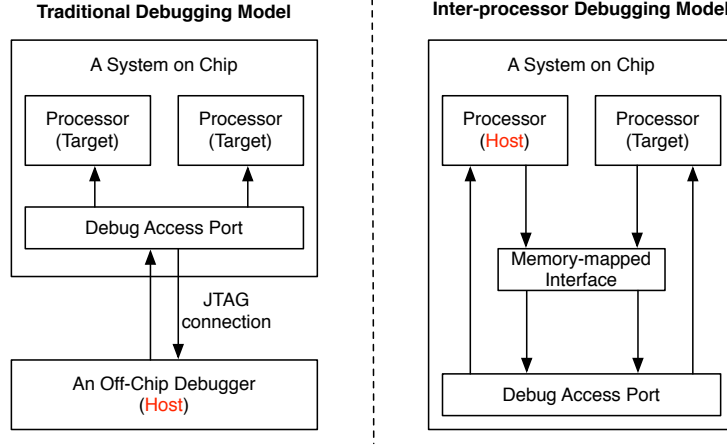 Traditional Debugging Model
A System on Chip
Processor
(Target)
Processor
(Target)
Debug Access Port
JTAG
connection
An Off-Chip Debugger
(Host)
Inter-processor Debugging Model
A System on Chip
Processor
(Host)
Processor
(Target)
Memory-mapped
Interface
Debug Access Port